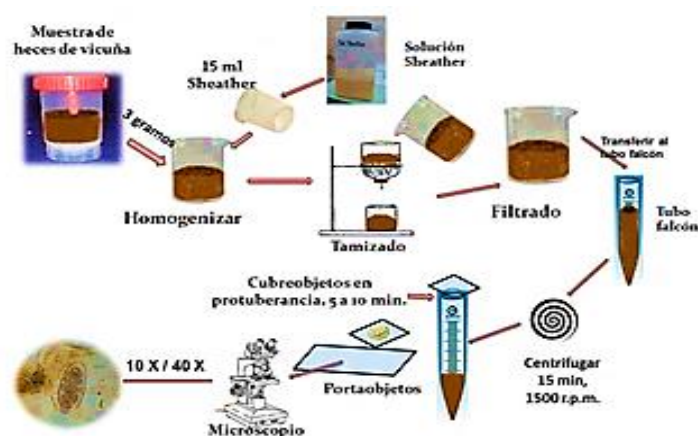 Muestra de
heces de vicuña
15 ml
Sheather
Solución
Sheather
3 gramos
Homogenizar
Tamizado
Filtrado
Transferir al
tubo falcón
Tubo
falcón
Cubreobjetos en
protuberancia, 5 a 10 min.
Centrifugar
15 min,
1500 r.p.m.
Portaobjetos
Microscopio
10 X / 40 X